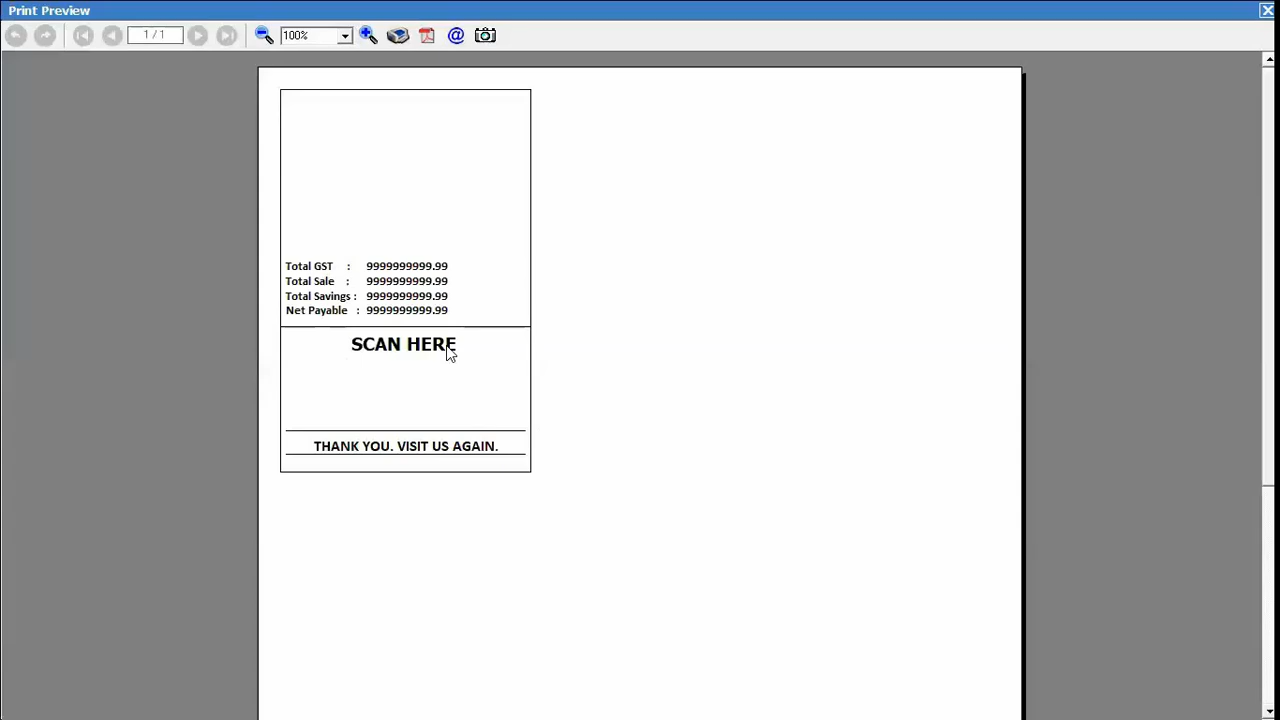 Print Preview
1 / 1
100%
Total GST : 9999999999.99
Total Sale : 9999999999.99
Total Savings : 9999999999.99
Net Payable : 9999999999.99
SCAN HERE
THANK YOU. VISIT US AGAIN.